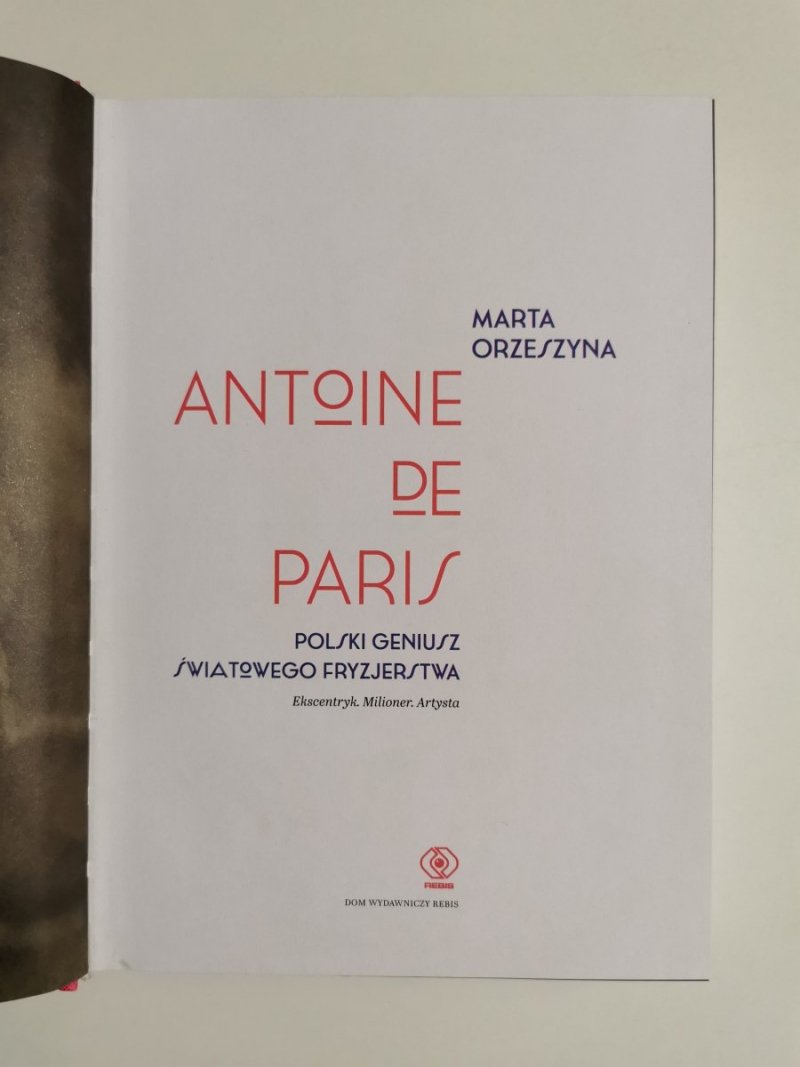 MARTA
ORZESZYNA
ANTOINE
DE
PARIS
POLSKI GENIUSZ
ŚWIATOWEGO FRYZJERSTWA
Ekscentryk. Milioner. Artysta
REBIS
DOM WYDAWNICZY REBIS